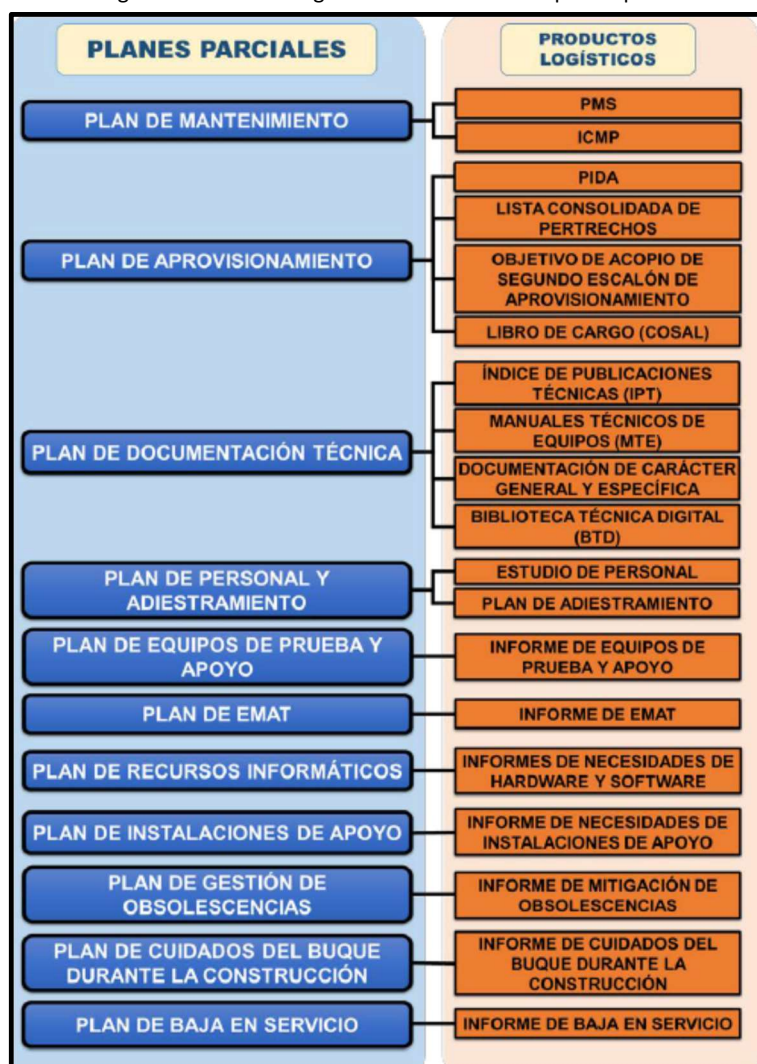 PLANES PARCIALES
PRODUCTOS
LOGÍSTICOS
PLAN DE MANTENIMIENTO
PMS
ICMP
PLAN DE APROVISIONAMIENTO
PIDA
LISTA CONSOLIDADA DE
PERTRECHOS
OBJETIVO DE ACOPIO DE
SEGUNDO ESCALÓN DE
APROVISIONAMIENTO
LIBRO DE CARGO (COSAL)
PLAN DE DOCUMENTACIÓN TÉCNICA
ÍNDICE DE PUBLICACIONES
TÉCNICAS (IPT)
MANUALES TÉCNICOS DE
EQUIPOS (MTE)
DOCUMENTACIÓN DE CARÁCTER
GENERAL Y ESPECÍFICA
BIBLIOTECA TÉCNICA DIGITAL
(BTD)
PLAN DE PERSONAL Y
ADIESTRAMIENTO
ESTUDIO DE PERSONAL
PLAN DE ADIESTRAMIENTO
PLAN DE EQUIPOS DE PRUEBA Y
APOYO
INFORME DE EQUIPOS DE
PRUEBA Y APOYO
PLAN DE EMAT
INFORME DE EMAT
PLAN DE RECURSOS INFORMÁTICOS
INFORMES DE NECESIDADES DE
HARDWARE Y SOFTWARE
PLAN DE INSTALACIONES DE APOYO
INFORME DE NECESIDADES DE
INSTALACIONES DE APOYO
PLAN DE GESTIÓN DE
OBSOLESCENCIAS
INFORME DE MITIGACIÓN DE
OBSOLESCENCIAS
PLAN DE CUIDADOS DEL BUQUE
DURANTE LA CONSTRUCCIÓN
INFORME DE CUIDADOS DEL
BUQUE DURANTE LA
CONSTRUCCIÓN
PLAN DE BAJA EN SERVICIO
INFORME DE BAJA EN SERVICIO